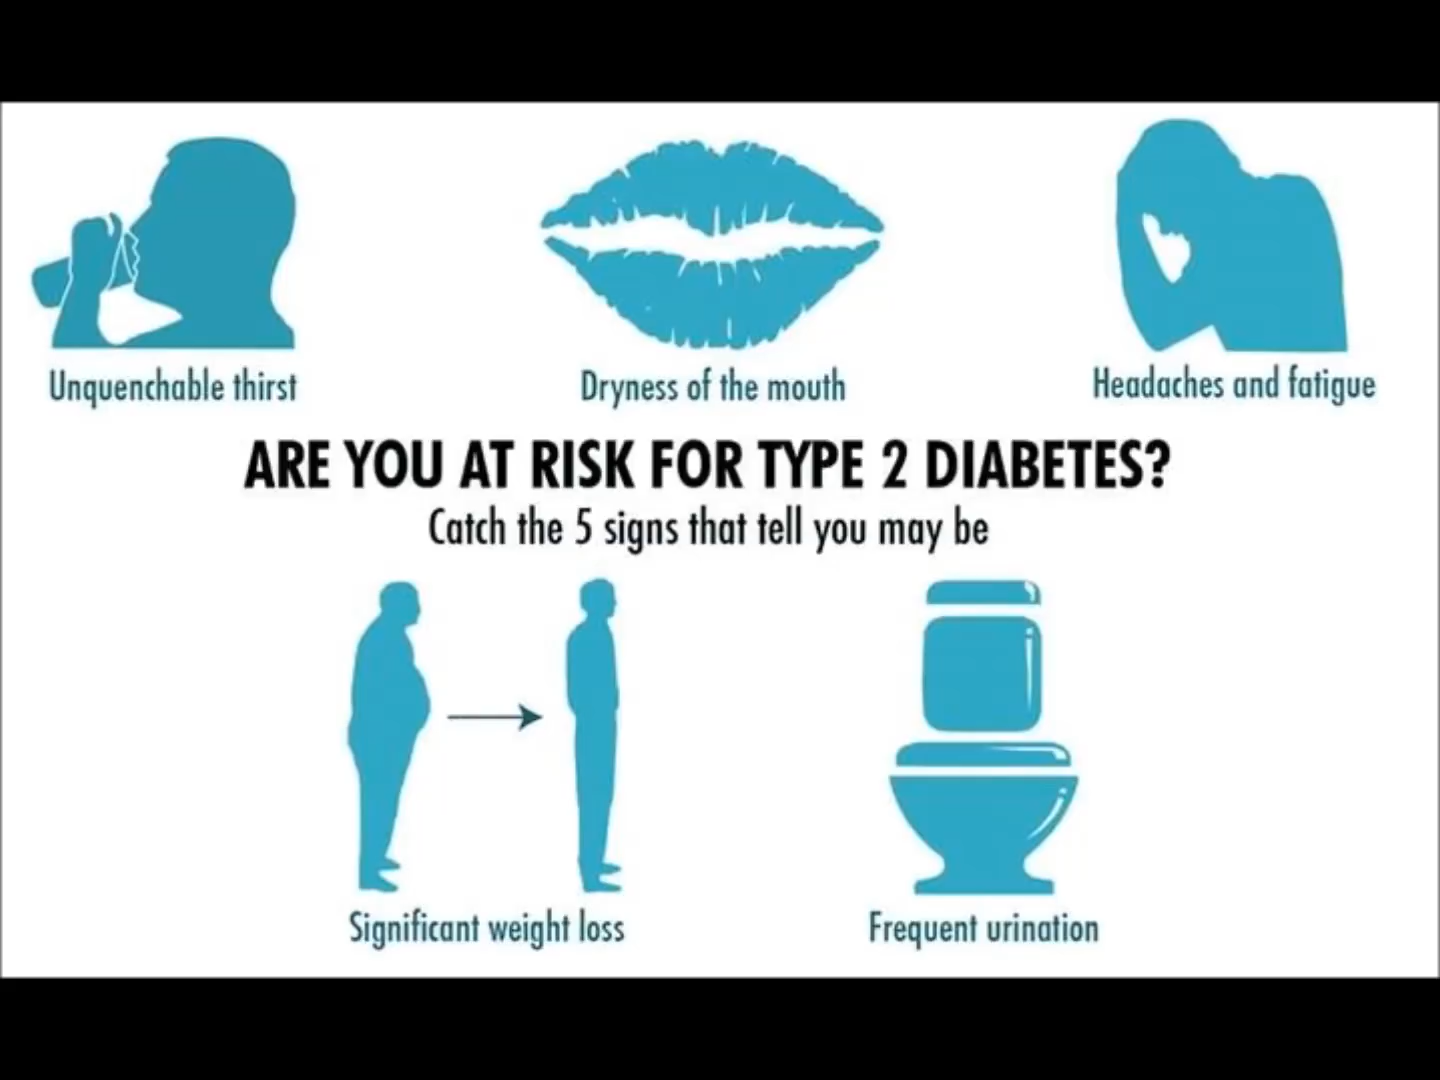 Unquenchable thirst
Dryness of the mouth
Headaches and fatigue
ARE YOU AT RISK FOR TYPE 2 DIABETES?
Catch the 5 signs that tell you may be
Significant weight loss
Frequent urination